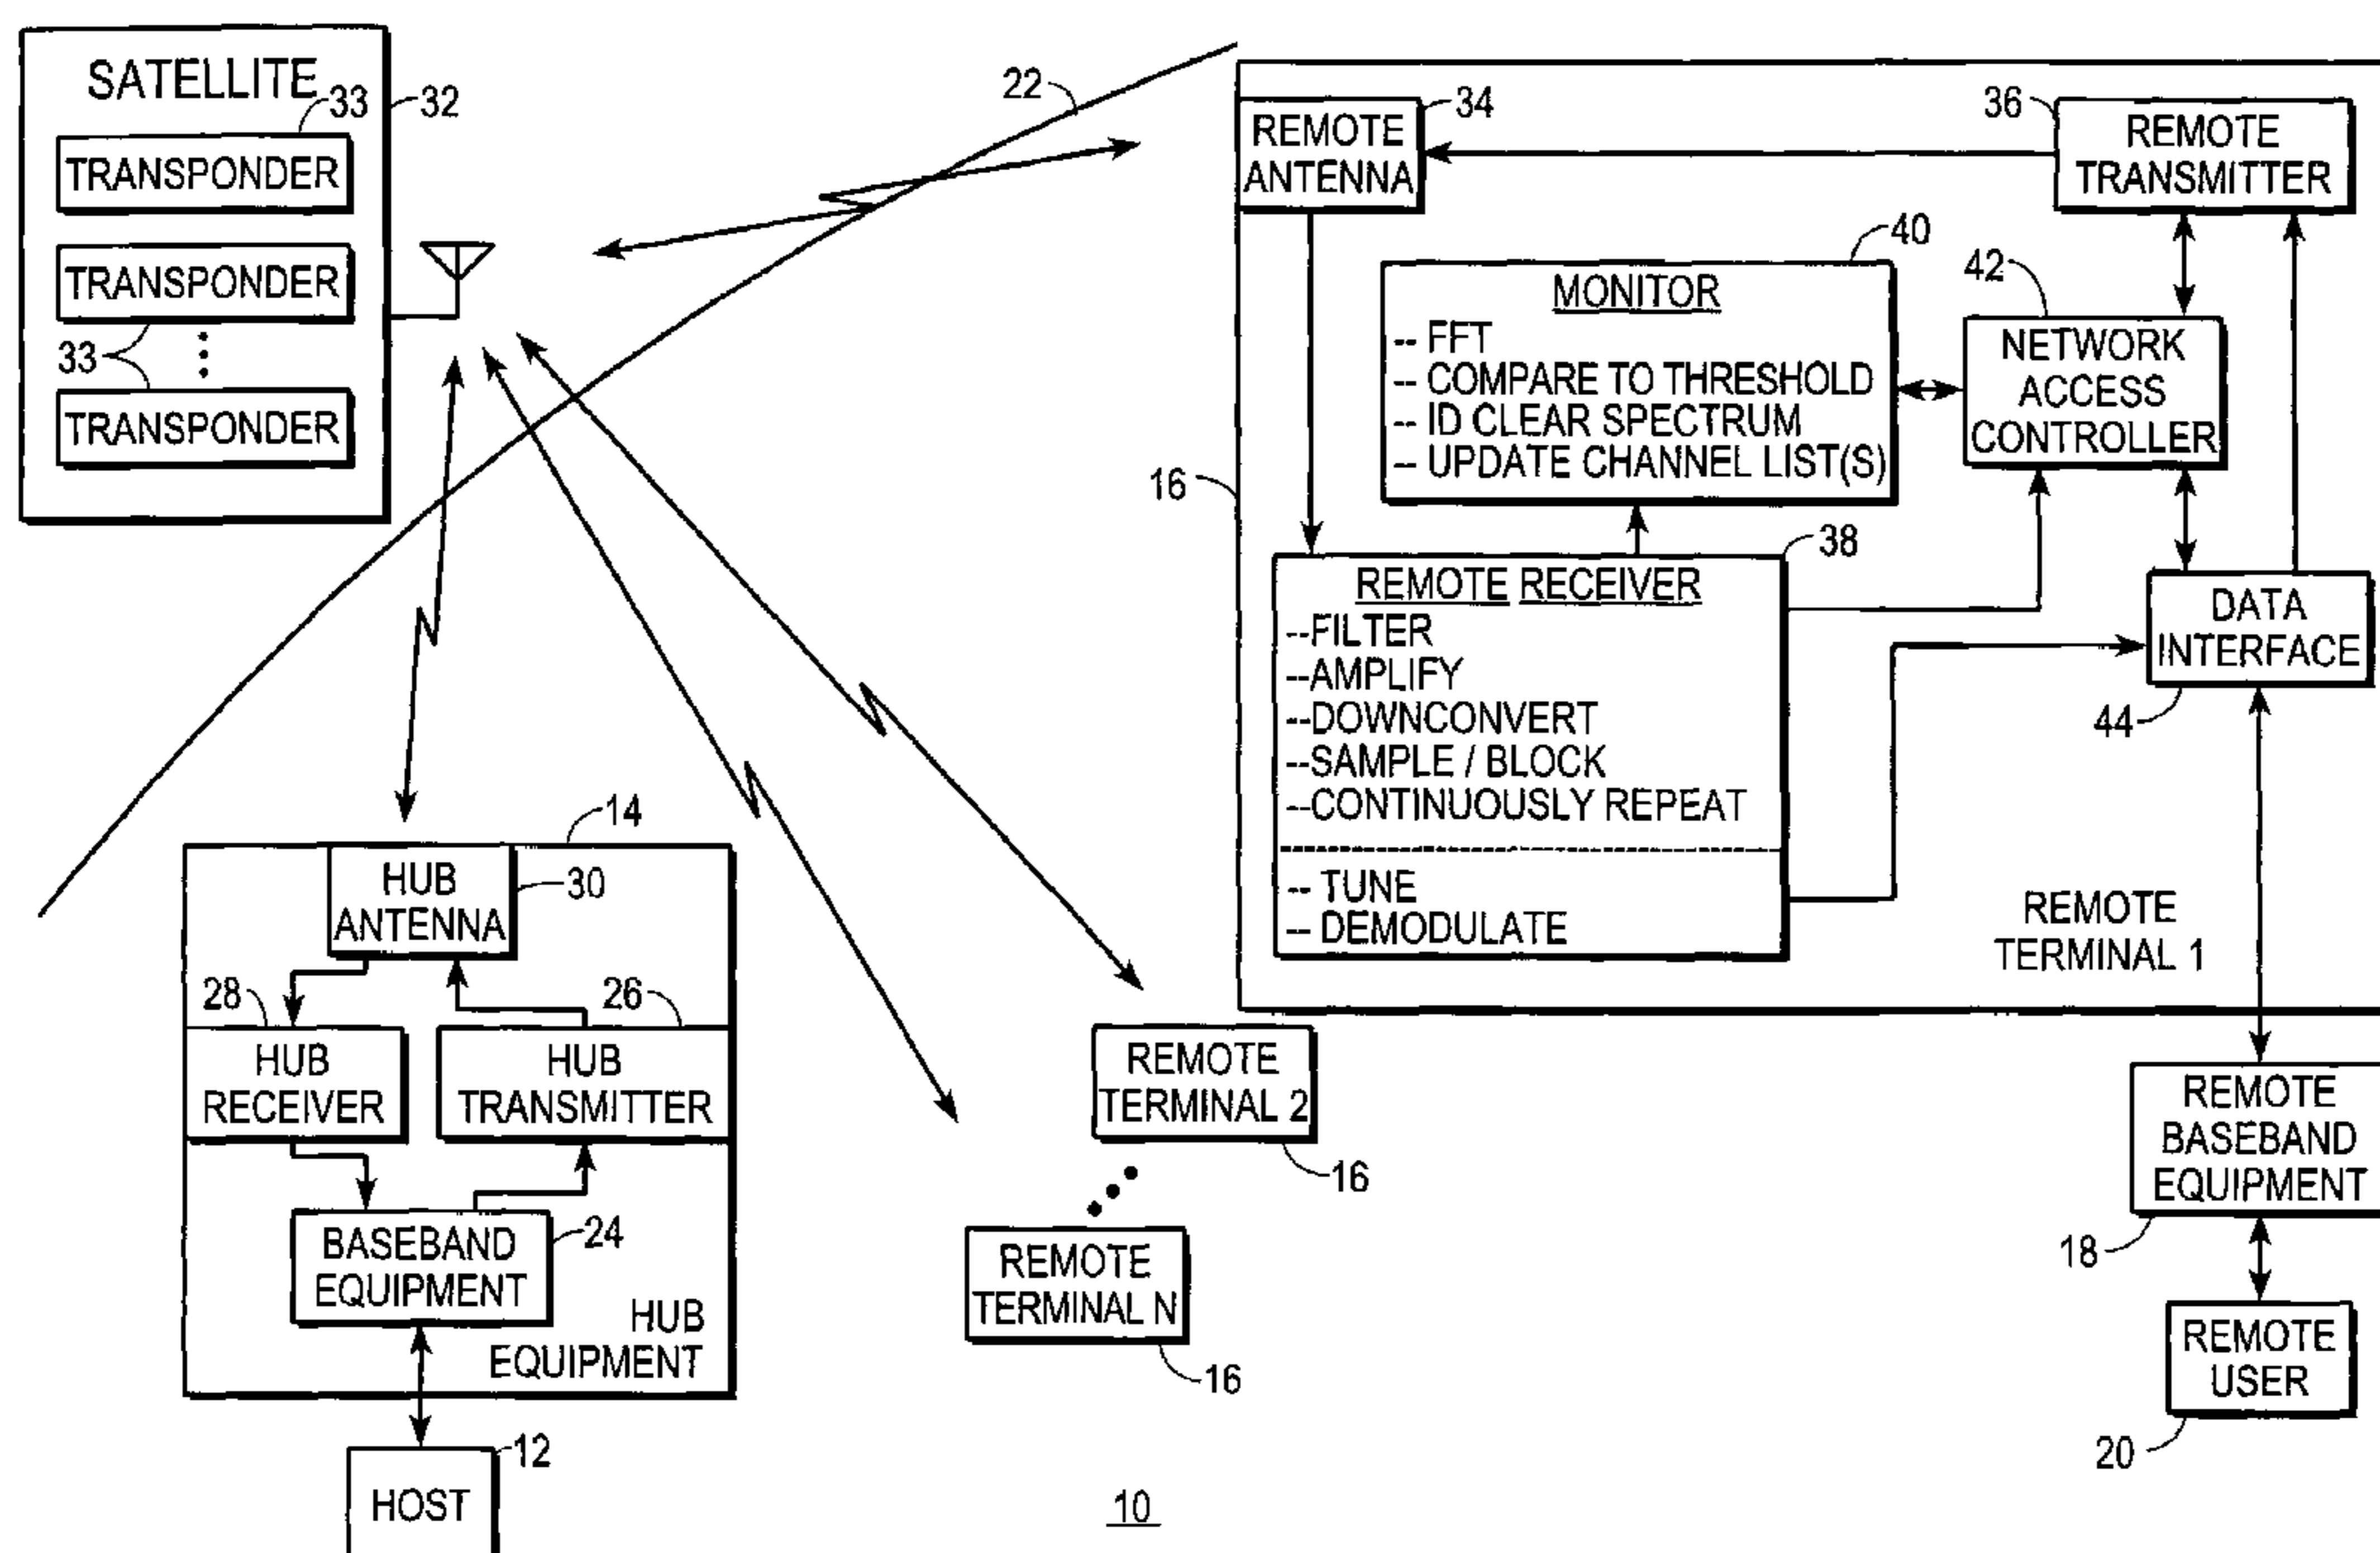 SATELLITE
33
32
TRANSPONDER
TRANSPONDER
33
TRANSPONDER
22
REMOTE
ANTENNA
34
36
REMOTE
TRANSMITTER
40
MONITOR
-- FFT
-- COMPARE TO THRESHOLD
-- ID CLEAR SPECTRUM
-- UPDATE CHANNEL LIST(S)
42
NETWORK
ACCESS
CONTROLLER
16
38
REMOTE RECEIVER
--FILTER
--AMPLIFY
--DOWNCONVERT
--SAMPLE / BLOCK
--CONTINUOUSLY REPEAT
-- TUNE
-- DEMODULATE
DATA
INTERFACE
44
REMOTE
TERMINAL 1
14
HUB
ANTENNA
30
28
26
HUB
RECEIVER
HUB
TRANSMITTER
BASEBAND
EQUIPMENT
24
HUB
EQUIPMENT
12
HOST
REMOTE
TERMINAL 2
16
REMOTE
TERMINAL N
16
REMOTE
BASEBAND
EQUIPMENT
18
REMOTE
USER
20
10